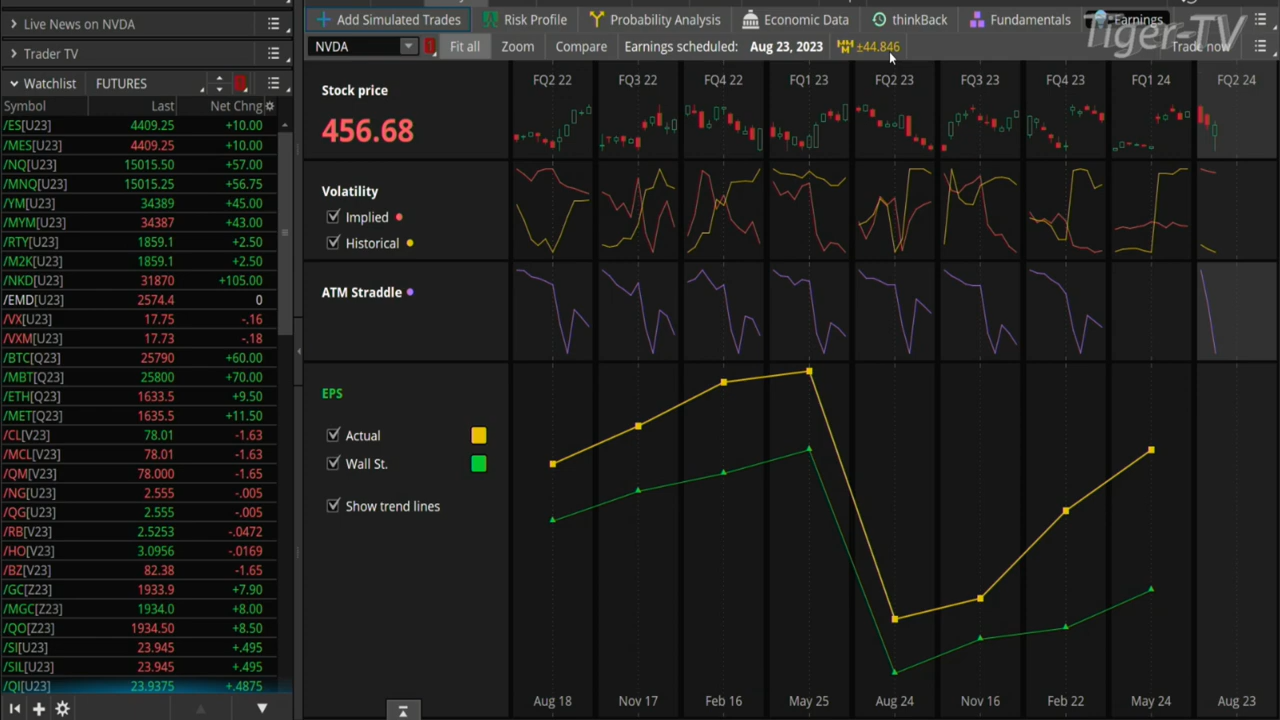 Live News on NVDA
Trader TV
Watchlist FUTURES
Symbol Last Net Chng
/ES[U23] 4409.25 +10.00
/MES[U23] 4409.25 +10.00
/NQ[U23] 15015.50 +57.00
/MNQ[U23] 15015.25 +56.75
/YM[U23] 34389 +45.00
/MYM[U23] 34387 +43.00
/RTY[U23] 1859.1 +2.50
/M2K[U23] 1859.1 +2.50
/NKD[U23] 31870 +105.00
/EMD[U23] 2574.4 0
/VX[U23] 17.75 -.16
/VXM[U23] 17.73 -.18
/BTC[Q23] 25790 +60.00
/MBT[Q23] 25800 +70.00
/ETH[Q23] 1633.5 +9.50
/MET[Q23] 1635.5 +11.50
/CL[V23] 78.01 -1.63
/MCL[V23] 78.01 -1.63
/QM[V23] 78.000 -1.65
/NG[U23] 2.555 -.005
/QG[U23] 2.555 -.005
/RB[V23] 2.5253 -.0472
/HO[V23] 3.0956 -.0169
/BZ[V23] 82.38 -1.65
/GC[Z23] 1933.9 +7.90
/MGC[Z23] 1934.0 +8.00
/QO[Z23] 1934.50 +8.50
/SI[U23] 23.945 +.495
/SIL[U23] 23.945 +.495
/QI[U23] 23.9375 +.4875
Add Simulated Trades Risk Profile Probability Analysis Economic Data thinkBack Fundamentals Earnings
Tiger-TV
NVDA Fit all Zoom Compare Earnings scheduled: Aug 23, 2023 ±44.846 Trade now
FQ2 22 FQ3 22 FQ4 22 FQ1 23 FQ2 23 FQ3 23 FQ4 23 FQ1 24 FQ2 24
Stock price
456.68
Volatility
Implied
Historical
ATM Straddle
EPS
Actual
Wall St.
Show trend lines
Aug 18 Nov 17 Feb 16 May 25 Aug 24 Nov 16 Feb 22 May 24 Aug 23